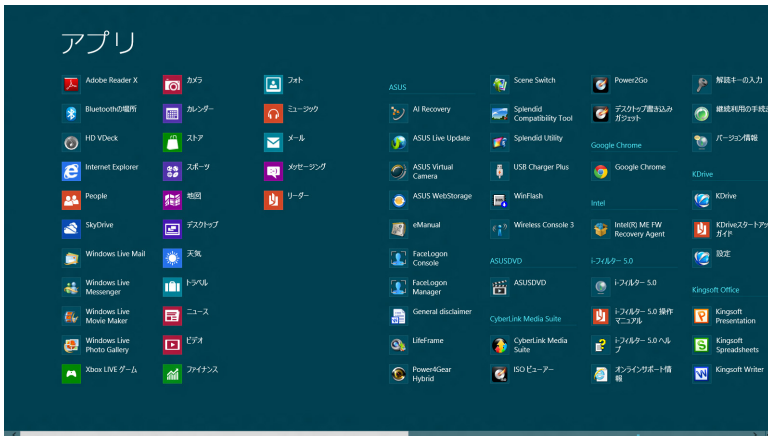 アプリ
Adobe Reader X
Bluetoothの場所
HD VDeck
Internet Explorer
People
SkyDrive
Windows Live Mail
Windows Live
Messenger
Windows Live
Movie Maker
Windows Live
Photo Gallery
Xbox LIVE ゲーム
カメラ
カレンダー
ストア
スポーツ
地図
デスクトップ
天気
トラベル
ニュース
ビデオ
ファイナンス
フォト
ミュージック
メール
メッセージング
リーダー
ASUS
AI Recovery
ASUS Live Update
ASUS Virtual
Camera
ASUS WebStorage
eManual
FaceLogon
Console
FaceLogon
Manager
General disclaimer
LifeFrame
Power4Gear
Hybrid
Scene Switch
Splendid
Compatibility Tool
Splendid Utility
USB Charger Plus
WinFlash
Wireless Console 3
ASUSDVD
ASUSDVD
CyberLink Media Suite
CyberLink Media
Suite
ISO ビューアー
Power2Go
デスクトップ書き込み
ガジェット
Google Chrome
Google Chrome
Intel
Intel(R) ME FW
Recovery Agent
i-フィルター 5.0
i-フィルター 5.0
i-フィルター 5.0 操作
マニュアル
i-フィルター 5.0 ヘル
プ
オンラインサポート情
報
解読キーの入力
継続利用の手続き
バージョン情報
KDrive
KDrive
KDriveスタートアッ
ガイド
設定
Kingsoft Office
Kingsoft
Presentation
Kingsoft
Spreadsheets
Kingsoft Writer